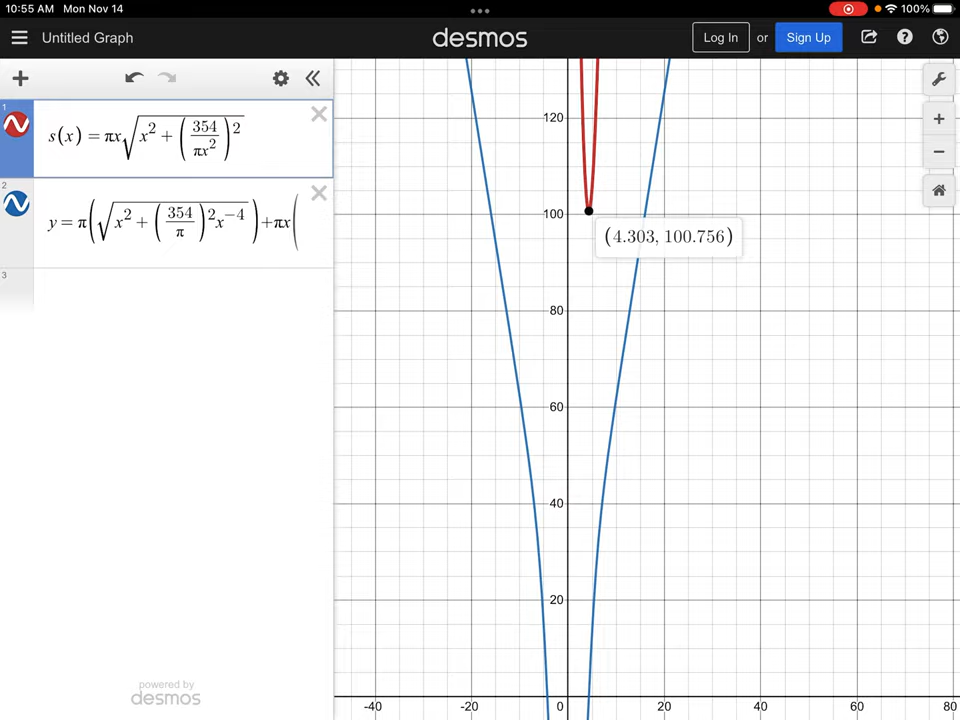 10:55 AM Mon Nov 14
100%
Untitled Graph
desmos
Log In or Sign Up
1
s(x) = πx√(x² + (354/πx²)²)
2
y = π(√(x² + (354/π)²x⁻⁴)) + πx(
3
powered by
desmos
120
100
(4.303, 100.756)
80
60
40
20
-40 -20 0 20 40 60 80